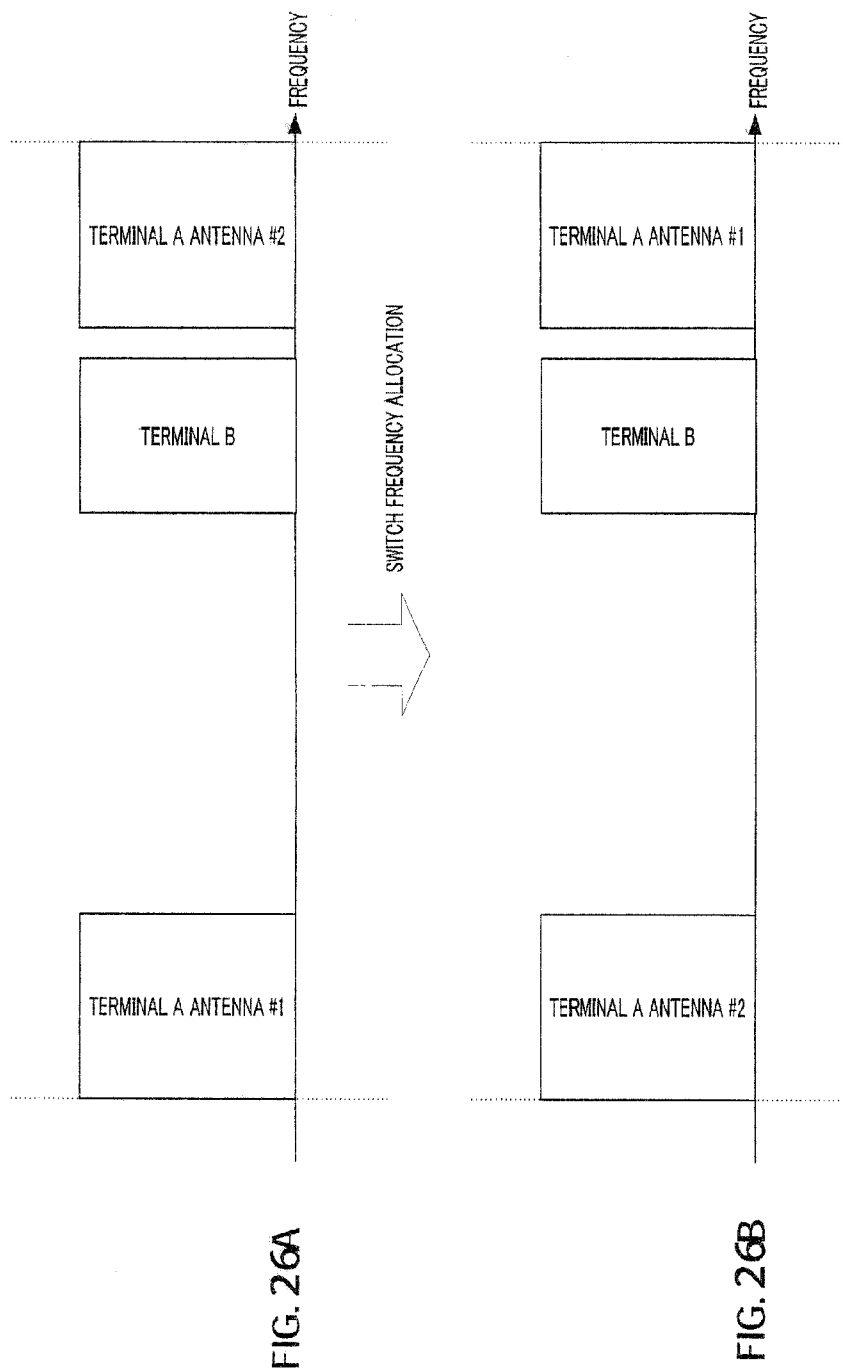 FIG. 26A
TERMINAL A ANTENNA #1
TERMINAL B
TERMINAL A ANTENNA #2
FREQUENCY
SWITCH FREQUENCY ALLOCATION
FIG. 26B
TERMINAL A ANTENNA #2
TERMINAL B
TERMINAL A ANTENNA #1
FREQUENCY